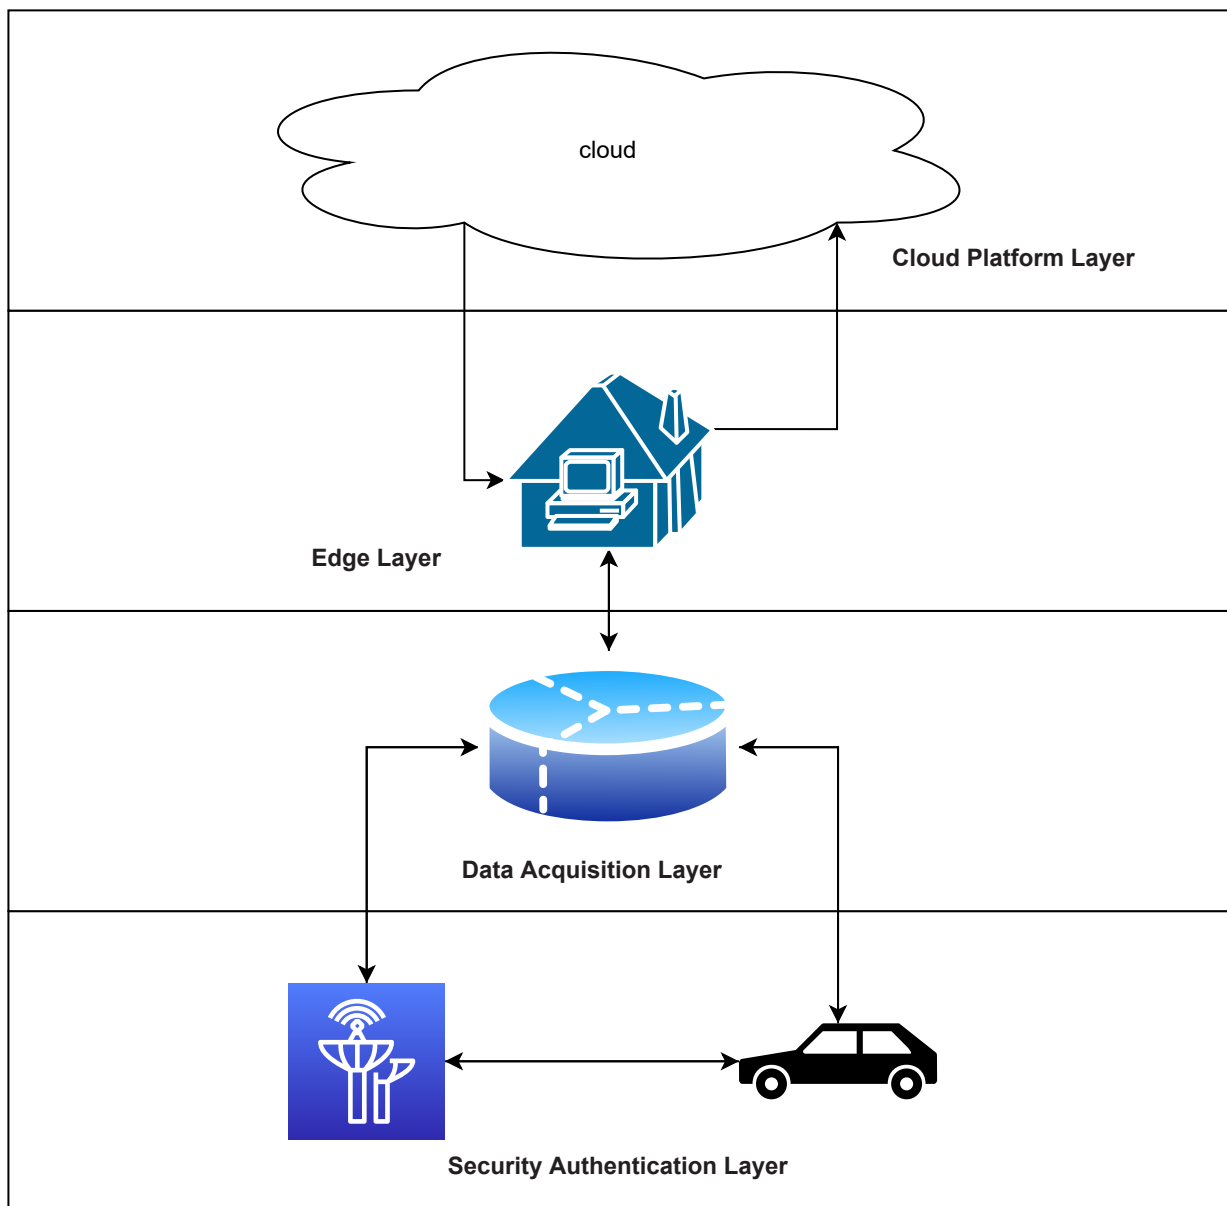 cloud
Cloud Platform Layer
Edge Layer
Data Acquisition Layer
Security Authentication Layer